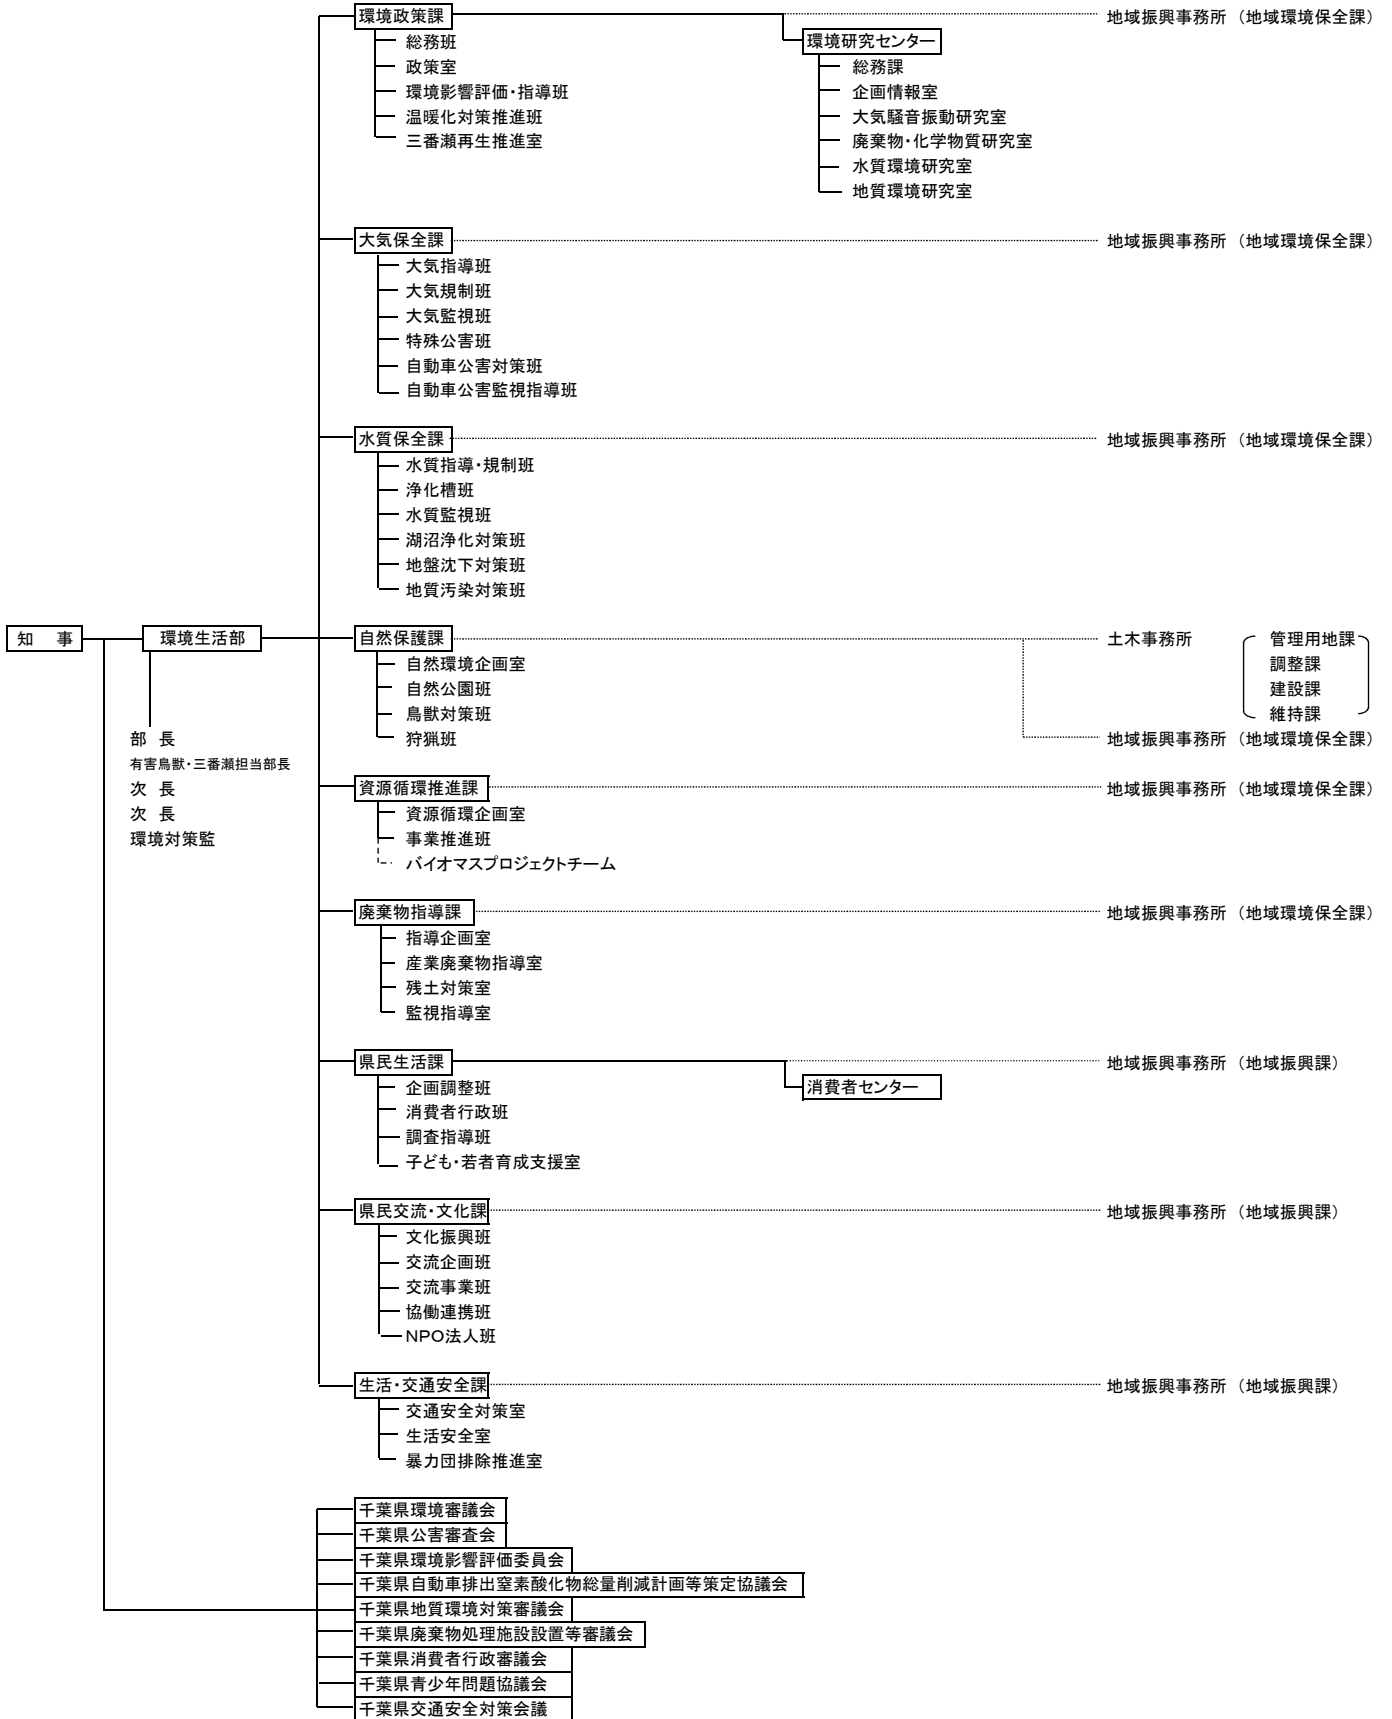 環境政策課 地域振興事務所（地域環境保全課）
総務班 環境研究センター
政策室 総務課
環境影響評価・指導班 企画情報室
温暖化対策推進班 大気騒音振動研究室
三番瀬再生推進室 廃棄物・化学物質研究室
水質環境研究室
地質環境研究室
大気保全課 地域振興事務所（地域環境保全課）
大気指導班
大気規制班
大気監視班
特殊公害班
自動車公害対策班
自動車公害監視指導班
水質保全課 地域振興事務所（地域環境保全課）
水質指導・規制班
浄化槽班
水質監視班
湖沼浄化対策班
地盤沈下対策班
地質汚染対策班
知　事 環境生活部 自然保護課 土木事務所 管理用地課
自然環境企画室 調整課
自然公園班 建設課
鳥獣対策班 維持課
部 長 狩猟班 地域振興事務所（地域環境保全課）
有害鳥獣・三番瀬担当部長
次 長 資源循環推進課 地域振興事務所（地域環境保全課）
次 長 資源循環企画室
環境対策監 事業推進班
バイオマスプロジェクトチーム
廃棄物指導課 地域振興事務所（地域環境保全課）
指導企画室
産業廃棄物指導室
残土対策室
監視指導室
県民生活課 地域振興事務所（地域振興課）
企画調整班 消費者センター
消費者行政班
調査指導班
子ども・若者育成支援室
県民交流・文化課 地域振興事務所（地域振興課）
文化振興班
交流企画班
交流事業班
協働連携班
NPO法人班
生活・交通安全課 地域振興事務所（地域振興課）
交通安全対策室
生活安全室
暴力団排除推進室
千葉県環境審議会
千葉県公害審査会
千葉県環境影響評価委員会
千葉県自動車排出窒素酸化物総量削減計画等策定協議会
千葉県地質環境対策審議会
千葉県廃棄物処理施設設置等審議会
千葉県消費者行政審議会
千葉県青少年問題協議会
千葉県交通安全対策会議